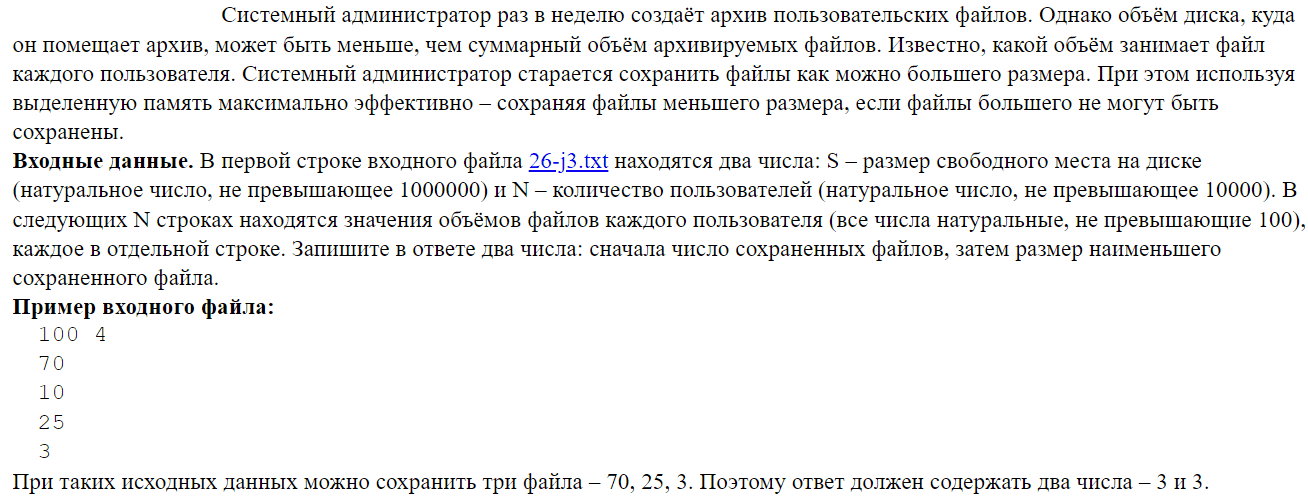 Системный администратор раз в неделю создаёт архив пользовательских файлов. Однако объём диска, куда
он помещает архив, может быть меньше, чем суммарный объём архивируемых файлов. Известно, какой объём занимает файл
каждого пользователя. Системный администратор старается сохранить файлы как можно большего размера. При этом используя
выделенную память максимально эффективно – сохраняя файлы меньшего размера, если файлы большего не могут быть
сохранены.
Входные данные. В первой строке входного файла 26-j3.txt находятся два числа: S – размер свободного места на диске
(натуральное число, не превышающее 1000000) и N – количество пользователей (натуральное число, не превышающее 10000). В
следующих N строках находятся значения объёмов файлов каждого пользователя (все числа натуральные, не превышающие 100),
каждое в отдельной строке. Запишите в ответе два числа: сначала число сохраненных файлов, затем размер наименьшего
сохраненного файла.
Пример входного файла:
100 4
70
10
25
3
При таких исходных данных можно сохранить три файла – 70, 25, 3. Поэтому ответ должен содержать два числа – 3 и 3.